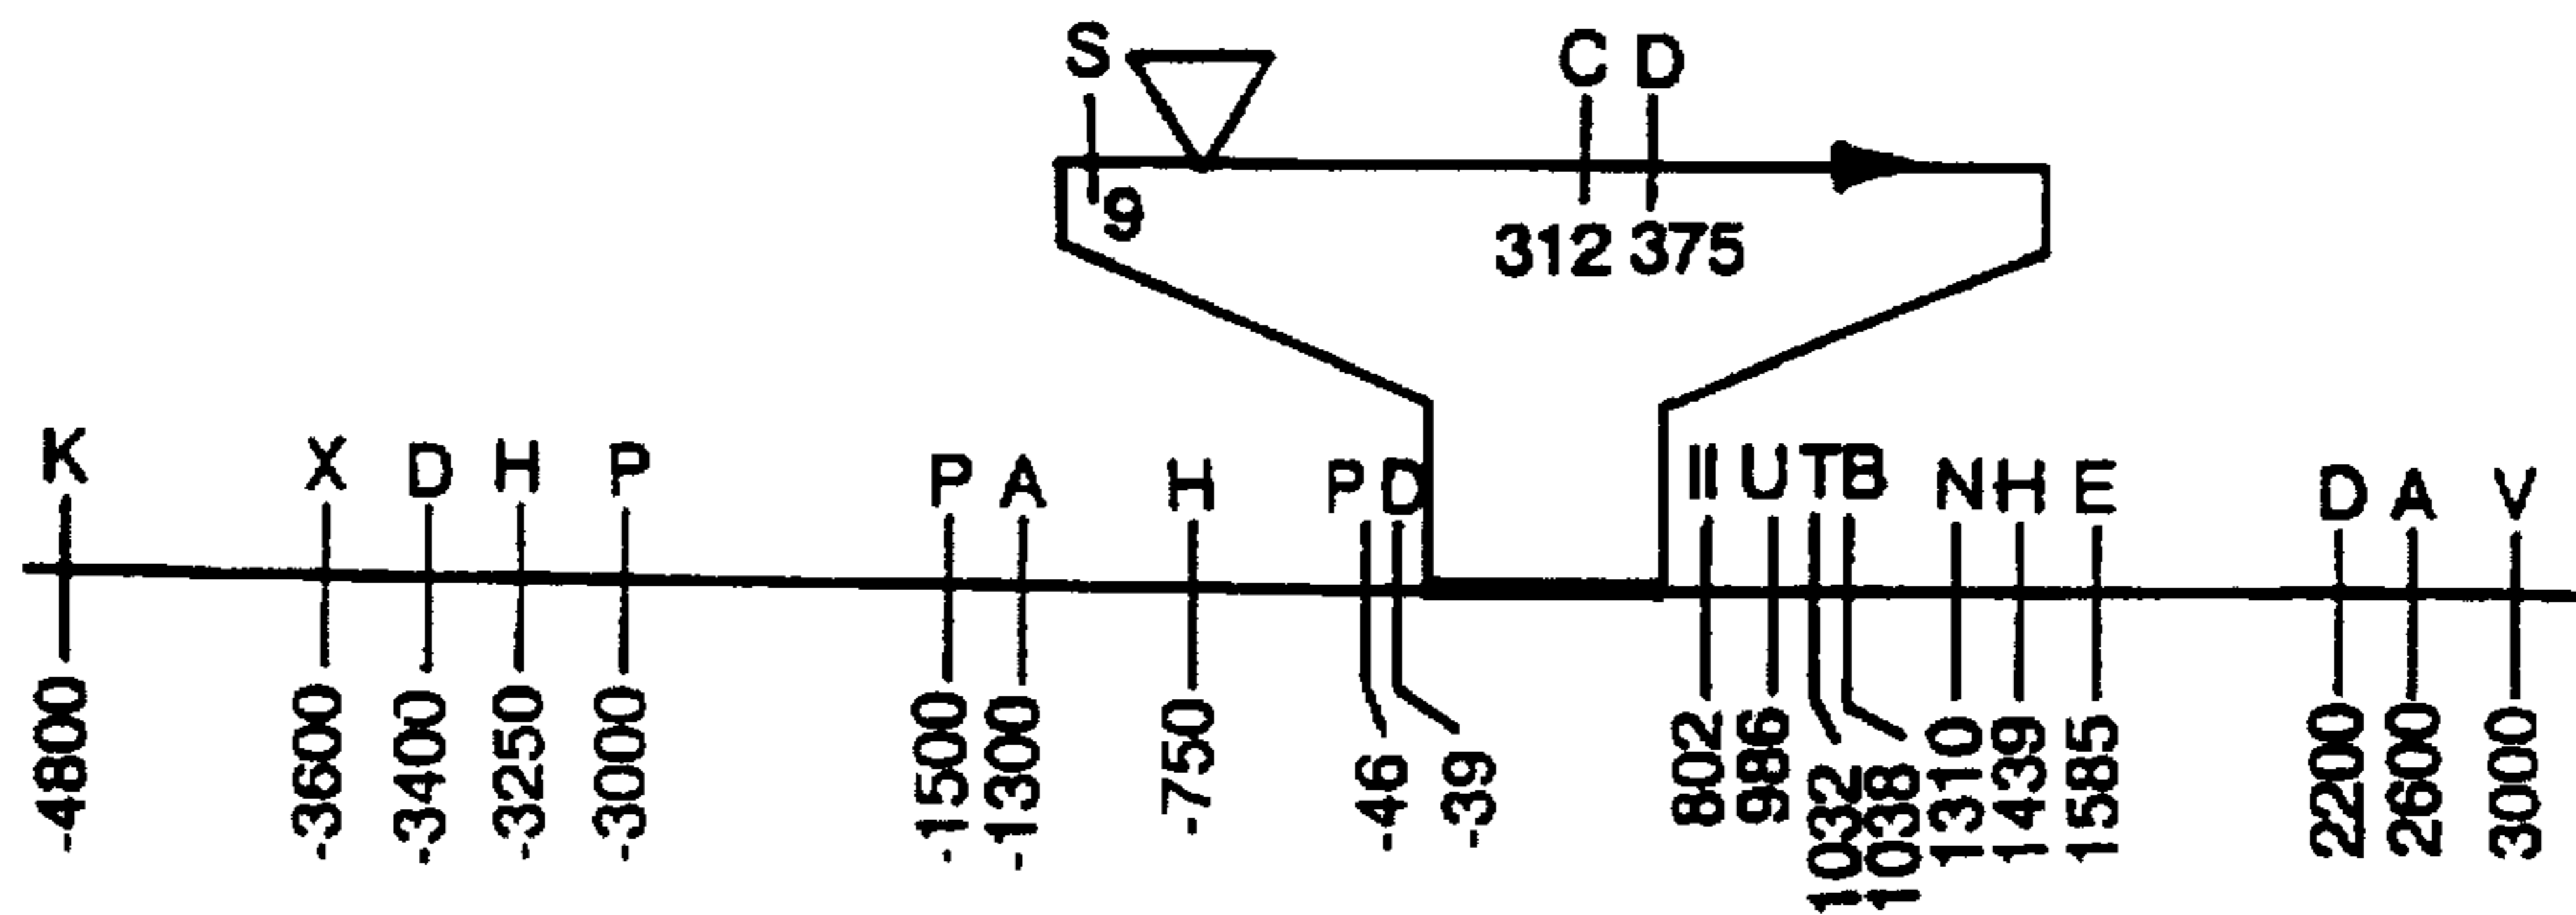 S C D
9 312 375
K X D H P P A H P D II U T B N H E D A V
-4800 -3600 -3400 -3250 -3000 -1500 -1300 -750 -46 -39 802 986 1032 1038 1310 1439 1585 2200 2600 3000